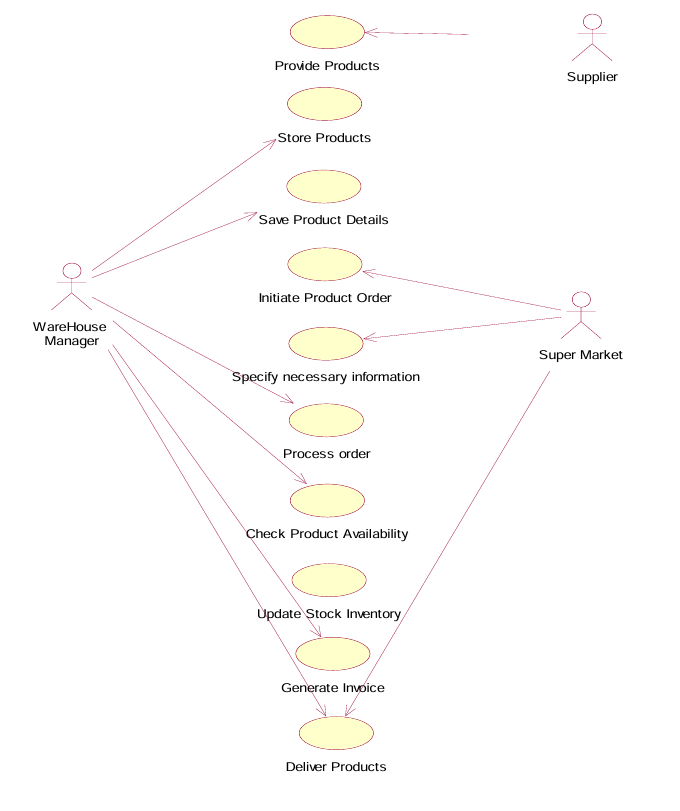 Provide Products
Supplier
Store Products
Save Product Details
Initiate Product Order
WareHouse
Manager
Super Market
Specify necessary information
Process order
Check Product Availability
Update Stock Inventory
Generate Invoice
Deliver Products